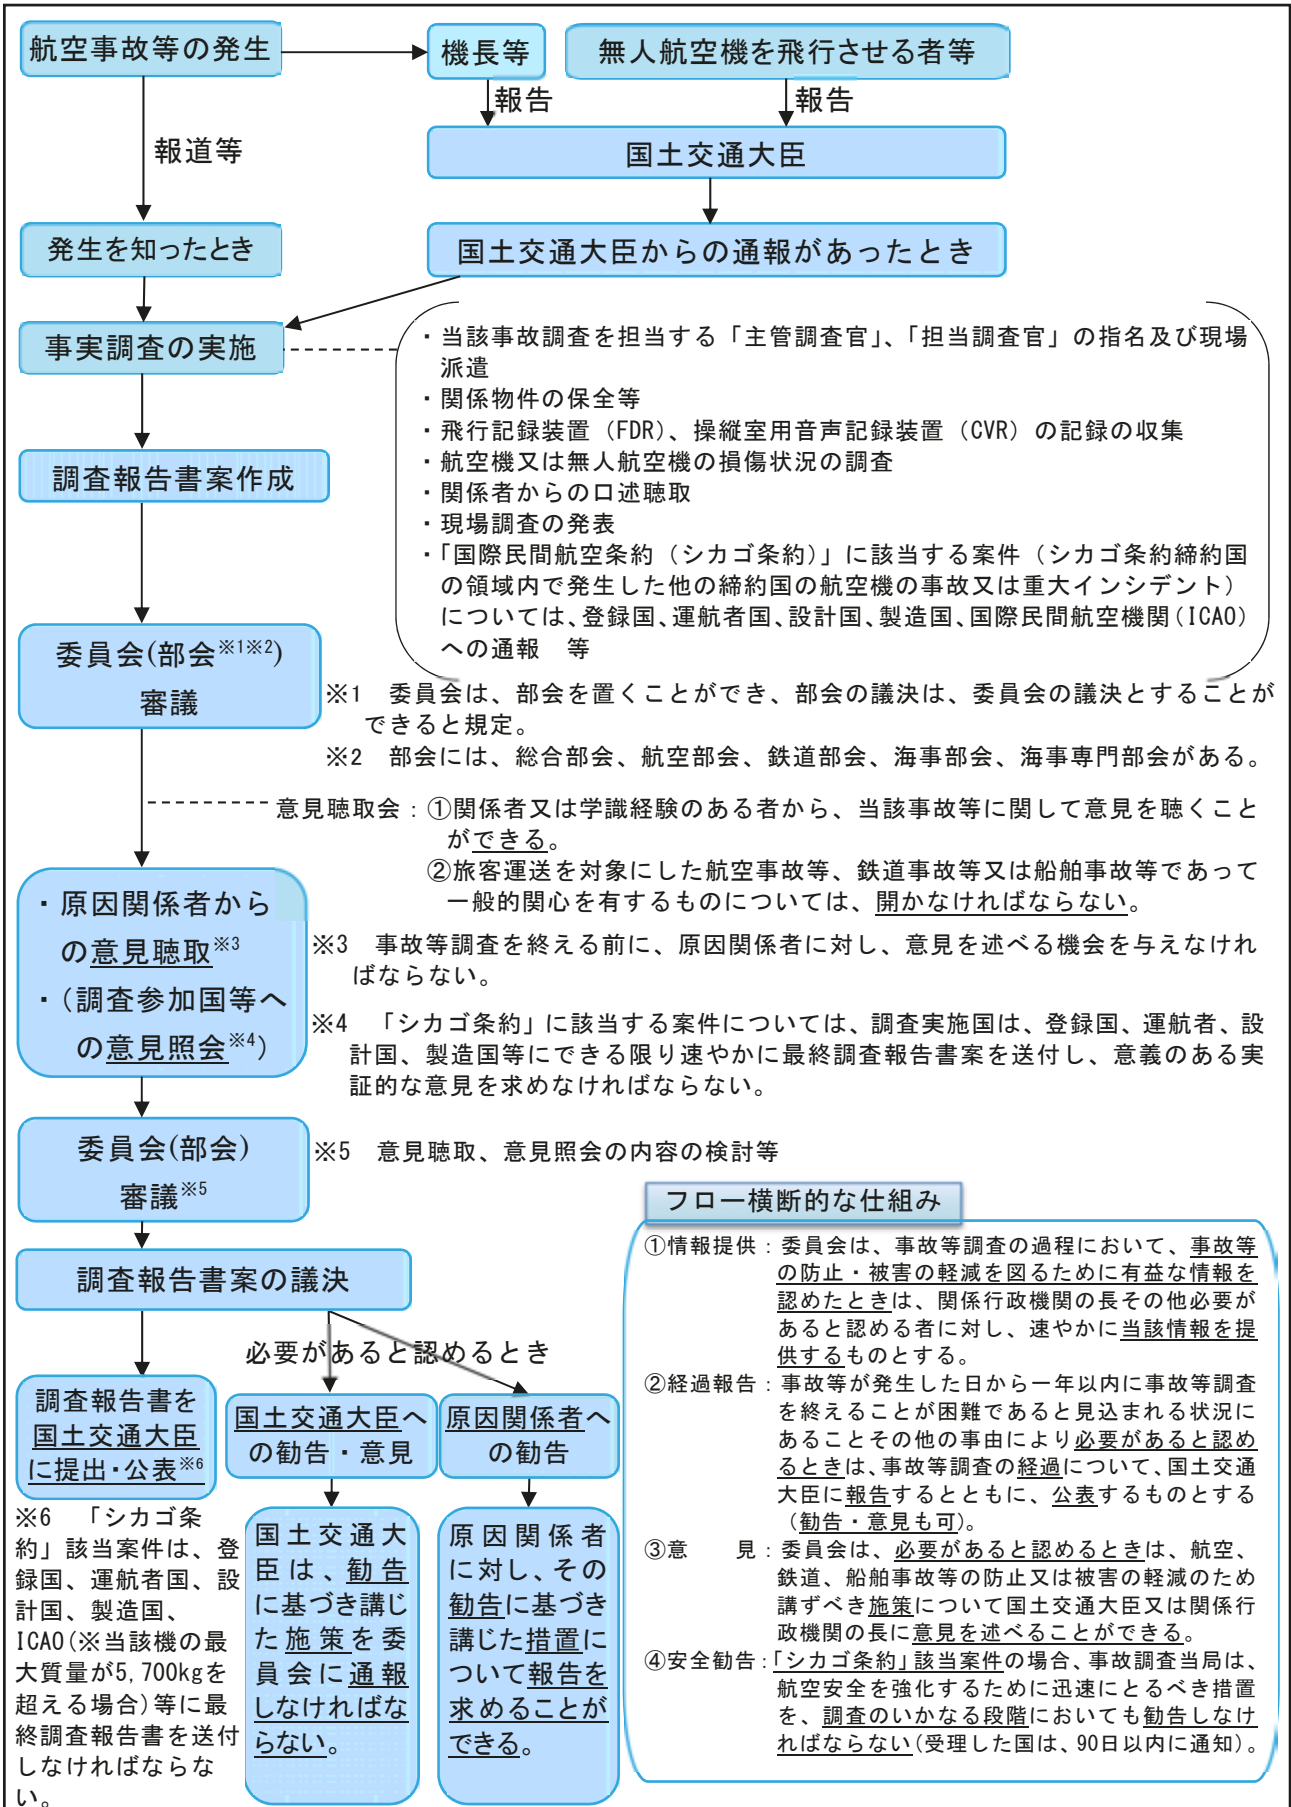 航空事故等の発生
機長等
無人航空機を飛行させる者等
報告
報告
報道等
国土交通大臣
発生を知ったとき
国土交通大臣からの通報があったとき
事実調査の実施
・当該事故調査を担当する「主管調査官」、「担当調査官」の指名及び現場
派遣
・関係物件の保全等
・飛行記録装置（FDR）、操縦室用音声記録装置（CVR）の記録の収集
・航空機又は無人航空機の損傷状況の調査
・関係者からの口述聴取
・現場調査の発表
・「国際民間航空条約（シカゴ条約）」に該当する案件（シカゴ条約締約国
の領域内で発生した他の締約国の航空機の事故又は重大インシデント）
については、登録国、運航者国、設計国、製造国、国際民間航空機関（ICAO）
への通報　等
調査報告書案作成
委員会(部会※1※2)
審議
※1　委員会は、部会を置くことができ、部会の議決は、委員会の議決とすることが
できると規定。
※2　部会には、総合部会、航空部会、鉄道部会、海事部会、海事専門部会がある。
意見聴取会：①関係者又は学識経験のある者から、当該事故等に関して意見を聴くこと
ができる。
②旅客運送を対象にした航空事故等、鉄道事故等又は船舶事故等であって
一般的関心を有するものについては、開かなければならない。
・原因関係者から
の意見聴取※3
・（調査参加国等へ
の意見照会※4）
※3　事故等調査を終える前に、原因関係者に対し、意見を述べる機会を与えなけれ
ばならない。
※4　「シカゴ条約」に該当する案件については、調査実施国は、登録国、運航者、設
計国、製造国等にできる限り速やかに最終調査報告書案を送付し、意義のある実
証的な意見を求めなければならない。
委員会(部会)
審議※5
※5　意見聴取、意見照会の内容の検討等
調査報告書案の議決
必要があると認めるとき
調査報告書を
国土交通大臣
に提出・公表※6
国土交通大臣へ
の勧告・意見
原因関係者へ
の勧告
※6　「シカゴ条
約」該当案件は、登
録国、運航者国、設
計国、製造国、
ICAO(※当該機の最
大質量が5,700kgを
超える場合)等に最
終調査報告書を送付
しなければならな
い。
国土交通大
臣は、勧告
に基づき講じ
た施策を委
員会に通報
しなければな
らない。
原因関係者
に対し、その
勧告に基づき
講じた措置に
ついて報告を
求めることが
できる。
フロー横断的な仕組み
①情報提供：委員会は、事故等調査の過程において、事故等
の防止・被害の軽減を図るために有益な情報を
認めたときは、関係行政機関の長その他必要が
あると認める者に対し、速やかに当該情報を提
供するものとする。
②経過報告：事故等が発生した日から一年以内に事故等調査
を終えることが困難であると見込まれる状況に
あることその他の事由により必要があると認め
るときは、事故等調査の経過について、国土交通
大臣に報告するとともに、公表するものとする
（勧告・意見も可）。
③意　　見：委員会は、必要があると認めるときは、航空、
鉄道、船舶事故等の防止又は被害の軽減のため
講ずべき施策について国土交通大臣又は関係行
政機関の長に意見を述べることができる。
④安全勧告：「シカゴ条約」該当案件の場合、事故調査当局は、
航空安全を強化するために迅速にとるべき措置
を、調査のいかなる段階においても勧告しなけ
ればならない(受理した国は、90日以内に通知)。